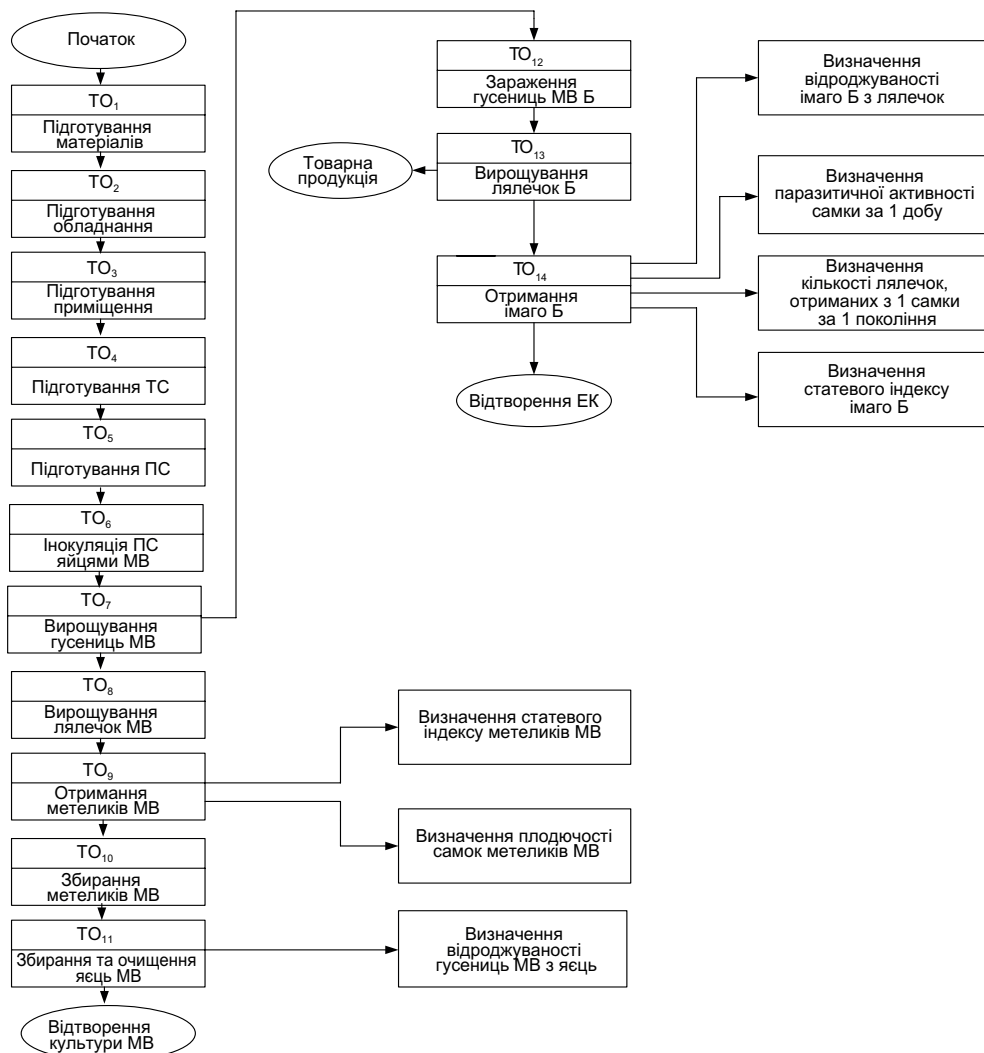 Початок
ТО1
Підготування
матеріалів
ТО2
Підготування
обладнання
ТО3
Підготування
приміщення
ТО4
Підготування ТС
ТО5
Підготування ПС
ТО6
Інокуляція ПС
яйцями МВ
ТО7
Вирощування
гусениць МВ
ТО8
Вирощування
лялечок МВ
ТО9
Отримання
метеликів МВ
ТО10
Збирання
метеликів МВ
ТО11
Збирання та очищення
яєць МВ
Відтворення
культури МВ
Визначення статевого
індексу метеликів МВ
Визначення плодючості
самок метеликів МВ
Визначення
відроджуваності
гусениць МВ з яєць
ТО12
Зараження
гусениць МВ Б
ТО13
Вирощування
лялечок Б
Товарна
продукція
ТО14
Отримання
імаго Б
Відтворення ЕК
Визначення
відроджуваності
імаго Б з лялечок
Визначення
паразитичної активності
самки за 1 добу
Визначення
кількості лялечок,
отриманих з 1 самки
за 1 покоління
Визначення
статевого індексу
імаго Б